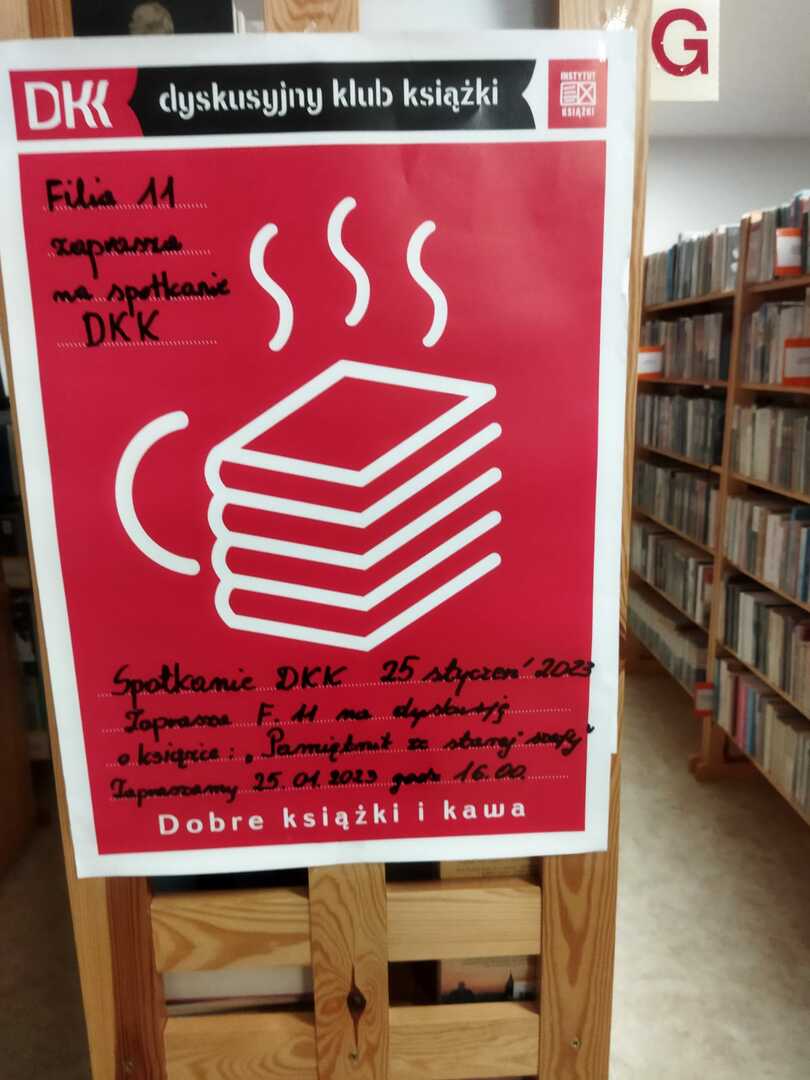 G
DKK
dyskusyjny klub książki
INSTYTUT
KSIĄŻKI
Filia 11
zaprasza
na spotkanie
DKK
Spotkanie DKK 25 styczeń 2023
Zaprasza F. 11 na dyskusję
o książce: „Pamiętnik ze starej szafy"
Zapraszamy 25.01.2023 godz. 16.00.
Dobre książki i kawa